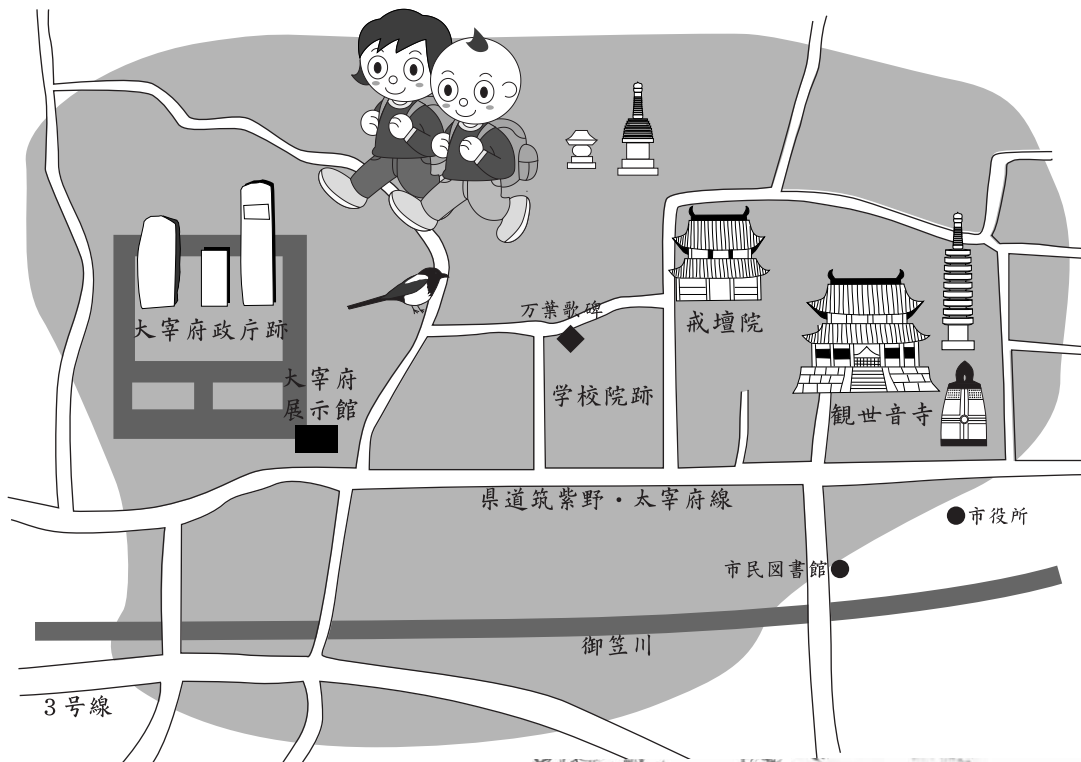 万葉歌碑
戒壇院
大宰府政庁跡
大宰府
展示館
学校院跡
観世音寺
県道筑紫野・太宰府線
市役所
市民図書館
御笠川
3号線